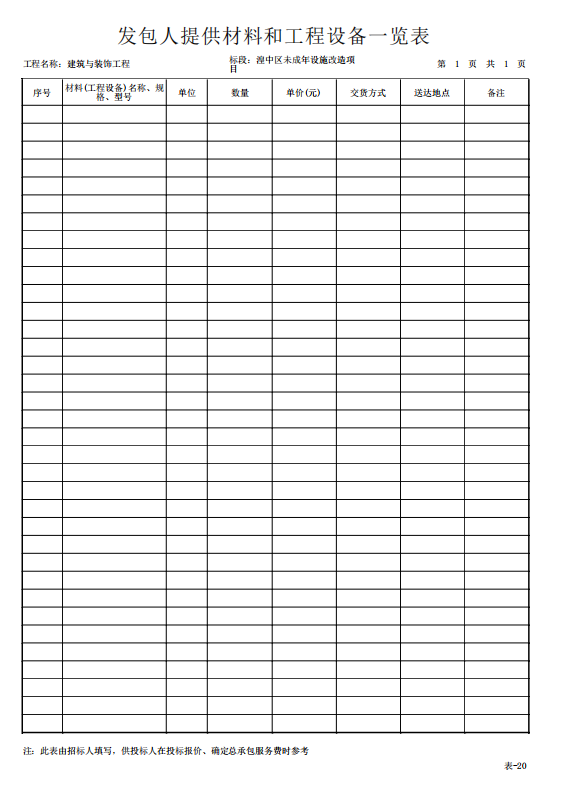 发包人提供材料和工程设备一览表
工程名称：建筑与装饰工程
标段：湟中区未成年设施改造项
目
第 1 页 共 1 页
序号
材料(工程设备)名称、规
格、型号
单位
数量
单价(元)
交货方式
送达地点
备注
注：此表由招标人填写，供投标人在投标报价、确定总承包服务费时参考
表-20